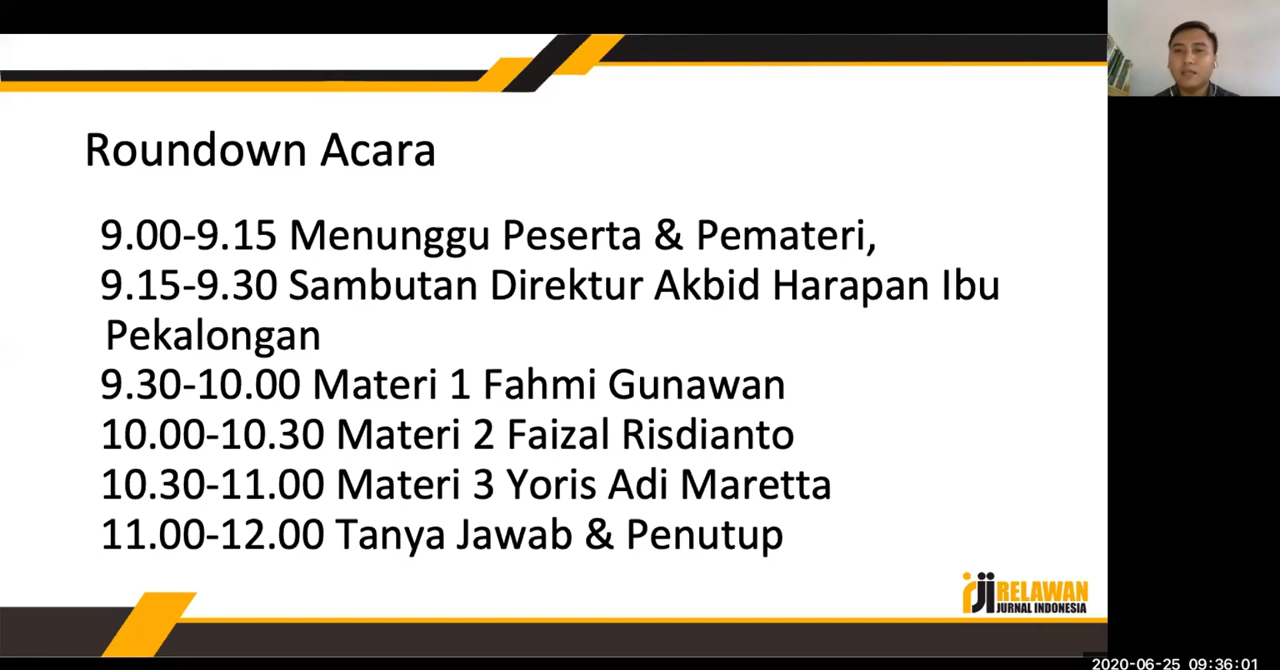 Roundown Acara
9.00-9.15 Menunggu Peserta & Pemateri,
9.15-9.30 Sambutan Direktur Akbid Harapan Ibu
Pekalongan
9.30-10.00 Materi 1 Fahmi Gunawan
10.00-10.30 Materi 2 Faizal Risdianto
10.30-11.00 Materi 3 Yoris Adi Maretta
11.00-12.00 Tanya Jawab & Penutup
rji RELAWAN
JURNAL INDONESIA
2020-06-25 09:36:01